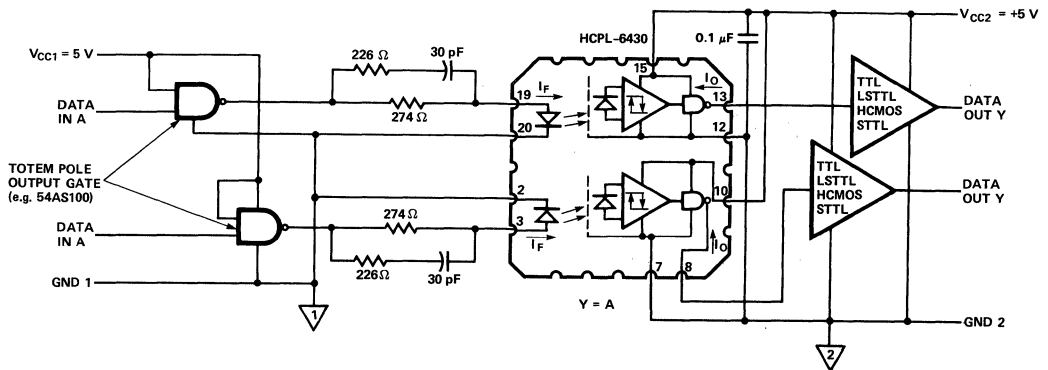 VCC1 = 5 V
DATA
IN A
TOTEM POLE
OUTPUT GATE
(e.g. 54AS100)
DATA
IN A
GND 1
1
226 Ω
30 pF
274 Ω
274 Ω
226 Ω
30 pF
HCPL-6430
19
IF
20
2
3
IF
15
IO
13
12
10
IO
7
8
Y = A
0.1 µF
VCC2 = +5 V
TTL
LSTTL
HCMOS
STTL
DATA
OUT Y
TTL
LSTTL
HCMOS
STTL
DATA
OUT Y
GND 2
2